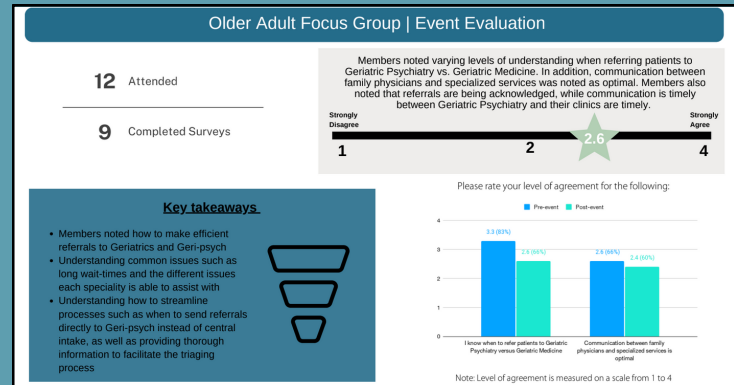 Older Adult Focus Group | Event Evaluation
12 Attended
9 Completed Surveys
Members noted varying levels of understanding when referring patients to
Geriatric Psychiatry vs. Geriatric Medicine. In addition, communication between
family physicians and specialized services was noted as optimal. Members also
noted that referrals are being acknowledged, while communication is timely
between Geriatric Psychiatry and their clinics are timely.
Strongly
Disagree
Strongly
Agree
2.6
1
2
4
Key takeaways
• Members noted how to make efficient
referrals to Geriatrics and Geri-psych
• Understanding common issues such as
long wait-times and the different issues
each speciality is able to assist with
• Understanding how to streamline
processes such as when to send referrals
directly to Geri-psych instead of central
intake, as well as providing thorough
information to facilitate the triaging
process
Please rate your level of agreement for the following:
Pre-event Post-event
4
3
2
1
0
3.3 (83%)
2.6 (66%)
2.6 (66%)
2.4 (60%)
I know when to refer patients to Geriatric
Psychiatry versus Geriatric Medicine
Communication between family
physicians and specialized services is
optimal
Note: Level of agreement is measured on a scale from 1 to 4